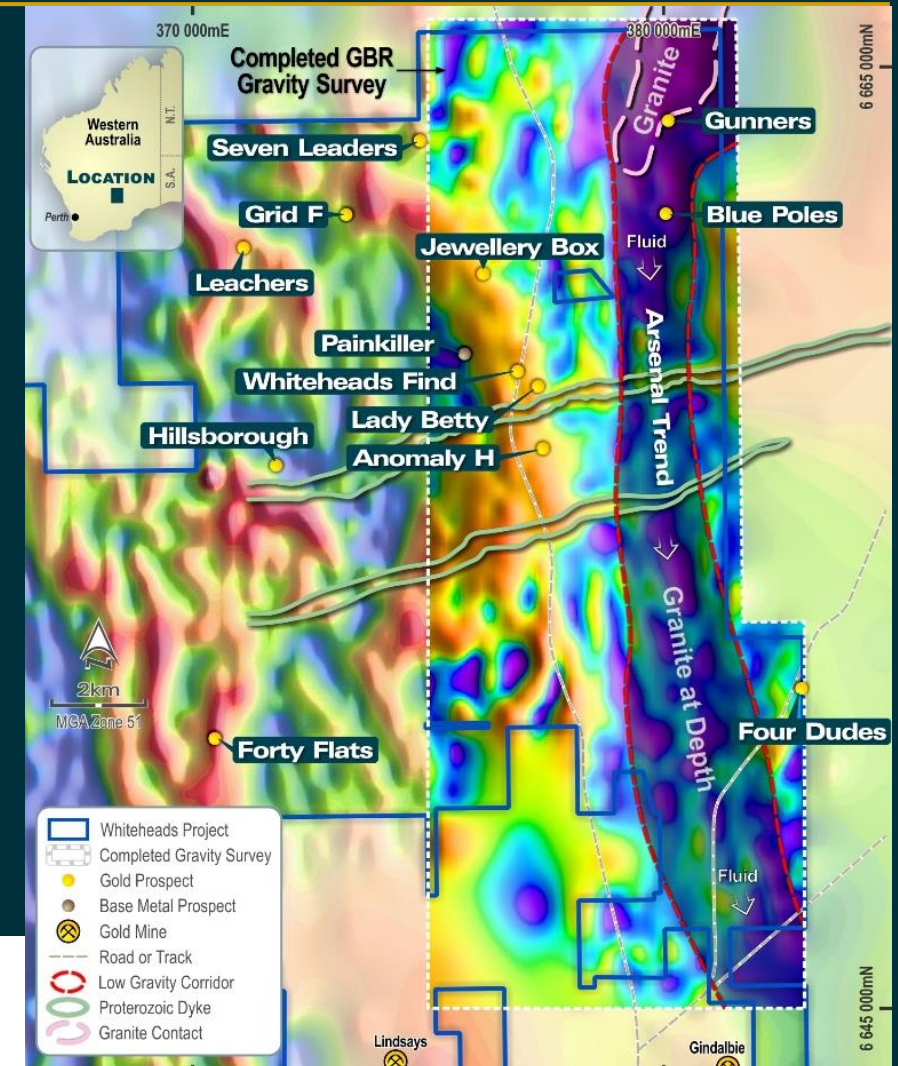 370 000mE
380 000mE
6 665 000mN
Completed GBR
Gravity Survey
Western
Australia
N.T.
S.A.
LOCATION
Perth
Granite
Gunners
Seven Leaders
Grid F
Blue Poles
Jewellery Box
Fluid
Leachers
Arsenal Trend
Painkiller
Whiteheads Find
Lady Betty
Hillsborough
Anomaly H
Granite at Depth
2km
MGA Zone 51
Four Dudes
Forty Flats
Fluid
Whiteheads Project
Completed Gravity Survey
Gold Prospect
Base Metal Prospect
Gold Mine
Road or Track
Low Gravity Corridor
Proterozoic Dyke
Granite Contact
6 645 000mN
Lindsays
Gindalbie